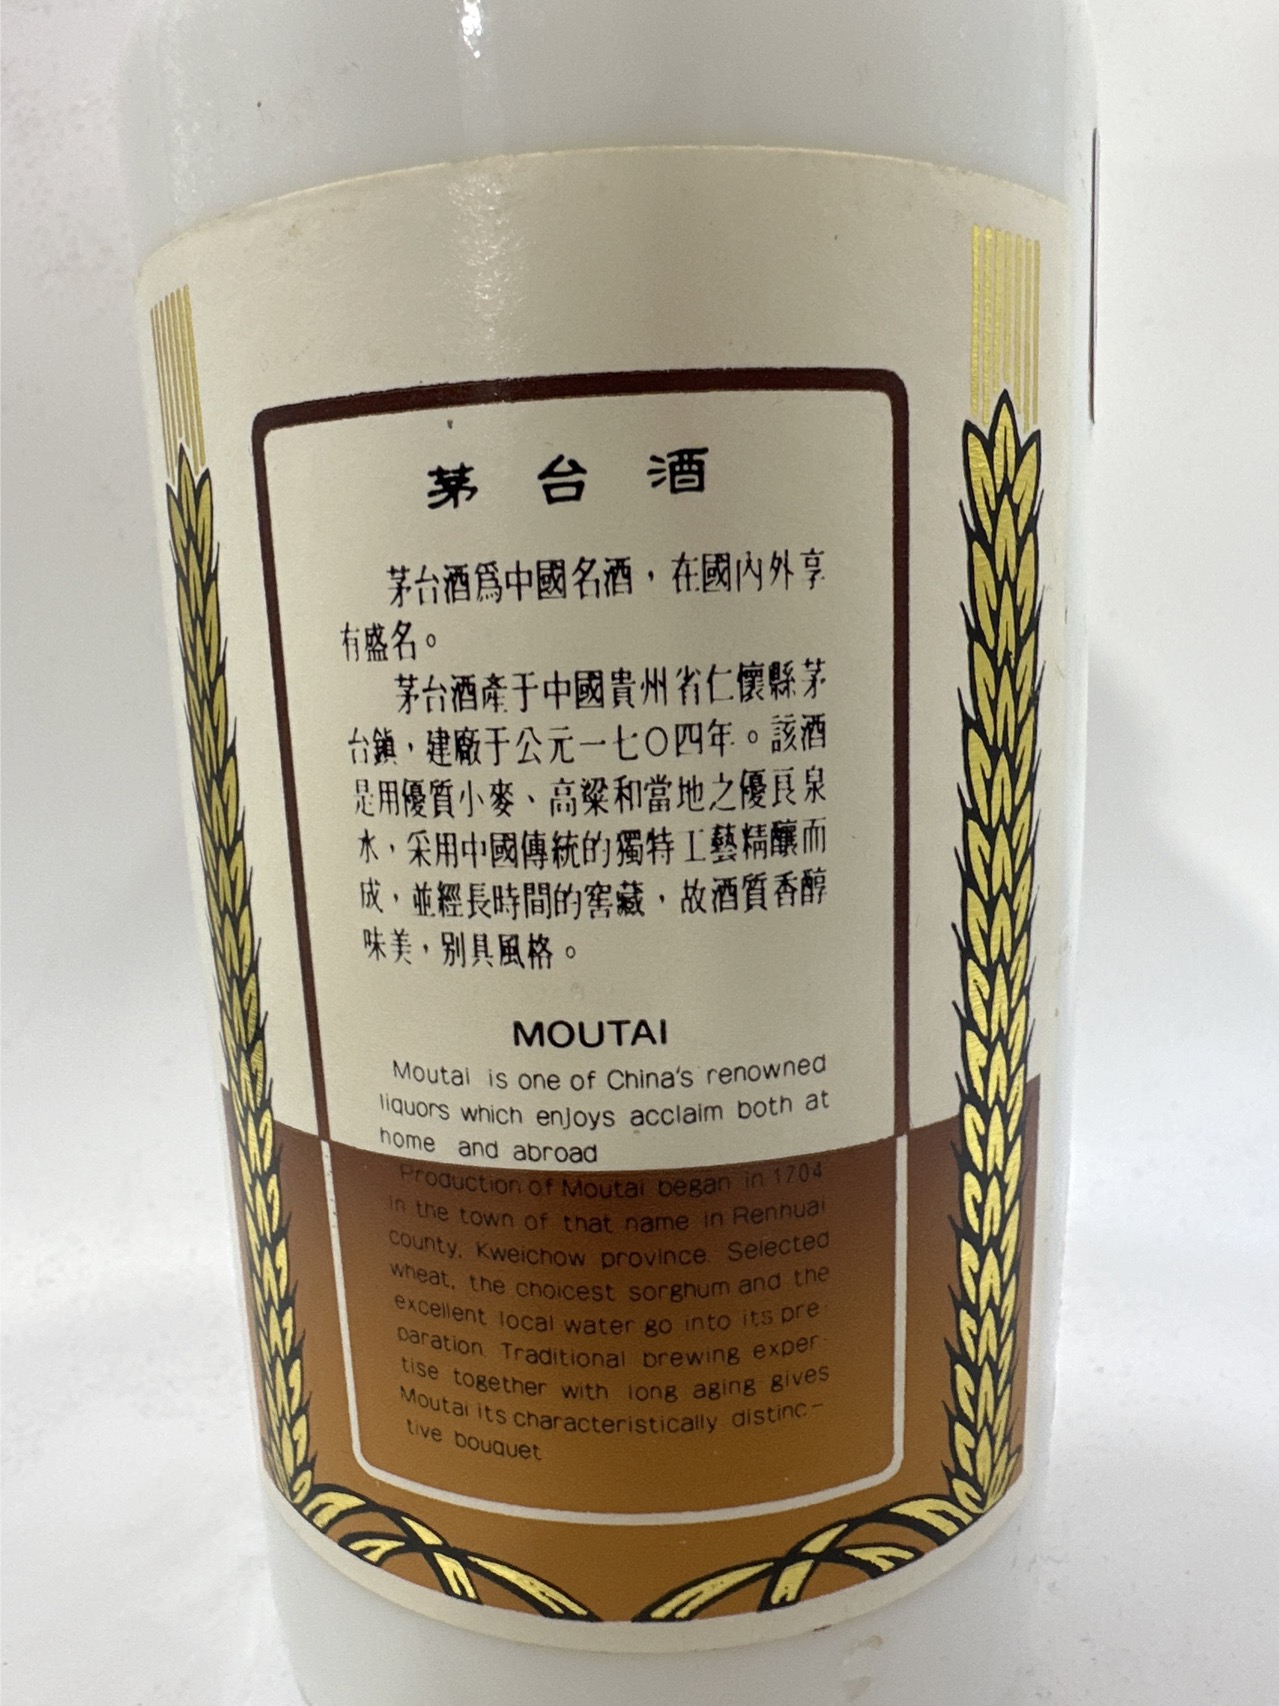 茅台酒
茅台酒爲中國名酒，在國內外享
有盛名。
茅台酒產于中國貴州省仁懷縣茅
台鎮，建廠于公元一七〇四年。該酒
是用優質小麥、高粱和當地之優良泉
水，采用中國傳統的獨特工藝精釀而
成，並經長時間的窖藏，故酒質香醇
味美，别具風格。
MOUTAI
Moutai is one of China's renowned
liquors which enjoys acclaim both at
home and abroad
Production of Moutai began in 1704
in the town of that name in Renhuai
county, Kweichow province. Selected
wheat, the choicest sorghum and the
excellent local water go into its pre-
paration. Traditional brewing exper-
tise together with long aging gives
Moutai its characteristically distinc-
tive bouquet